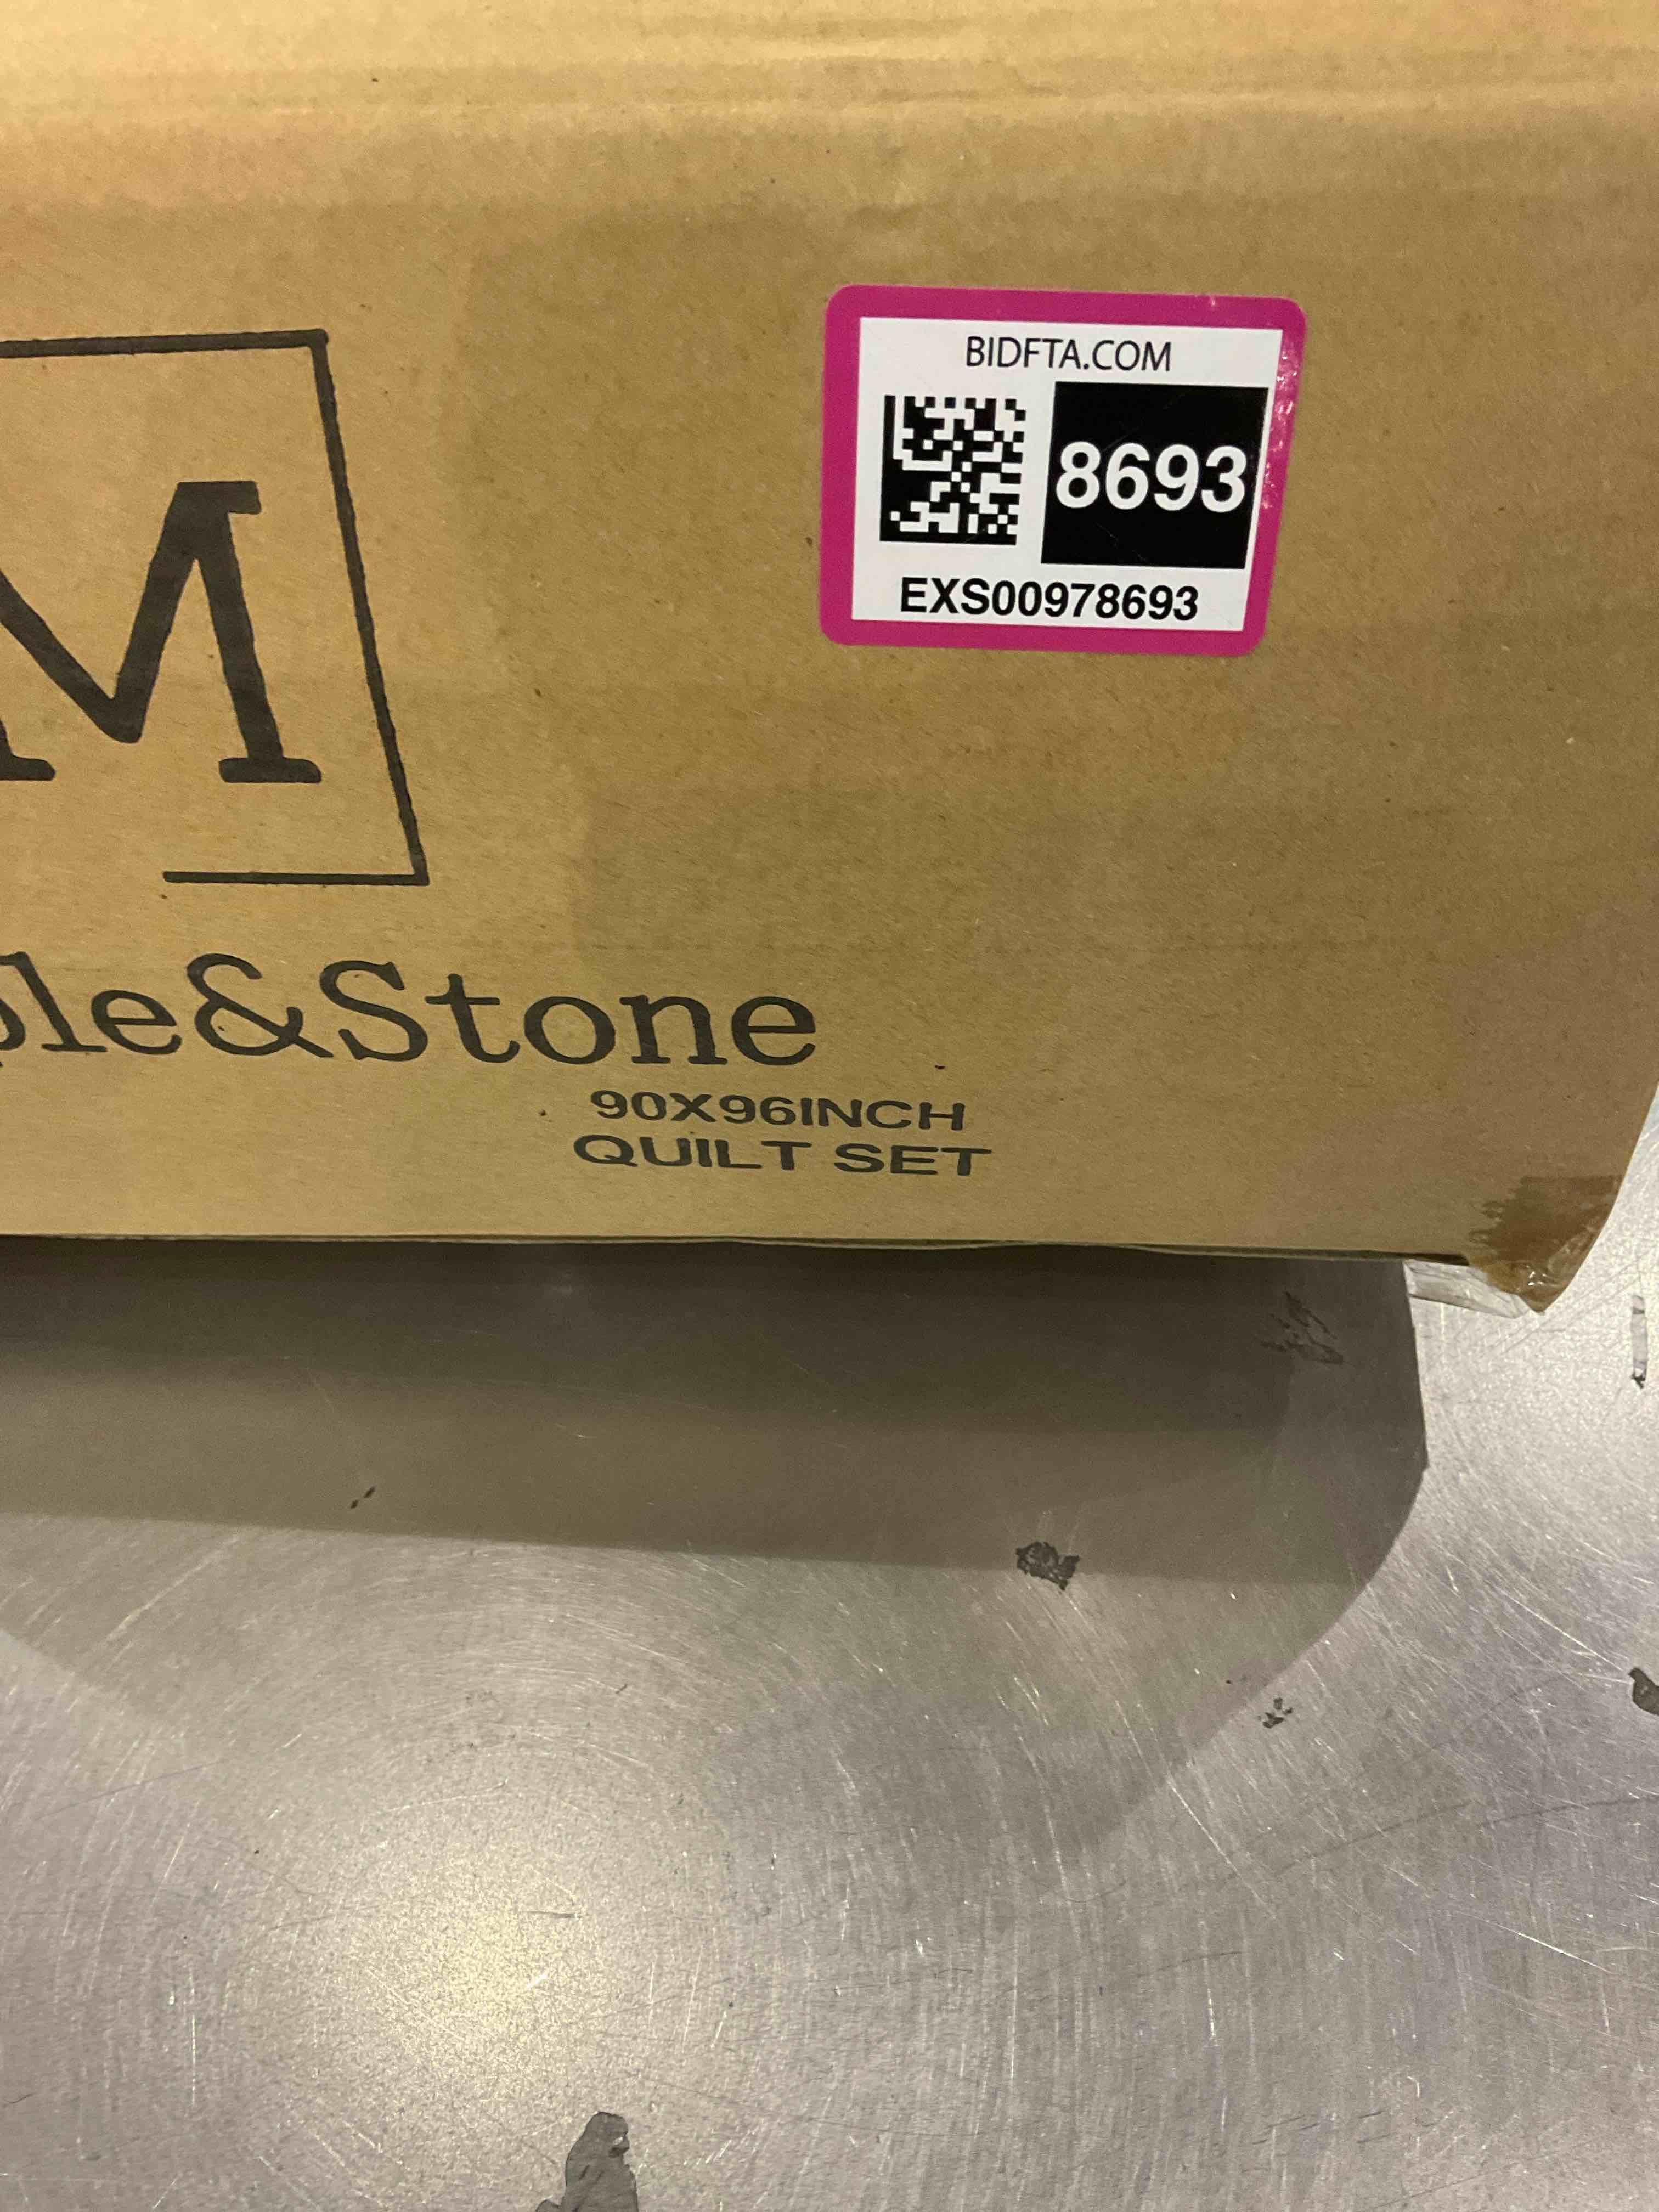 BIDFTA.COM
8693
EXS00978693
M
ple&Stone
90X96INCH
QUILT SET